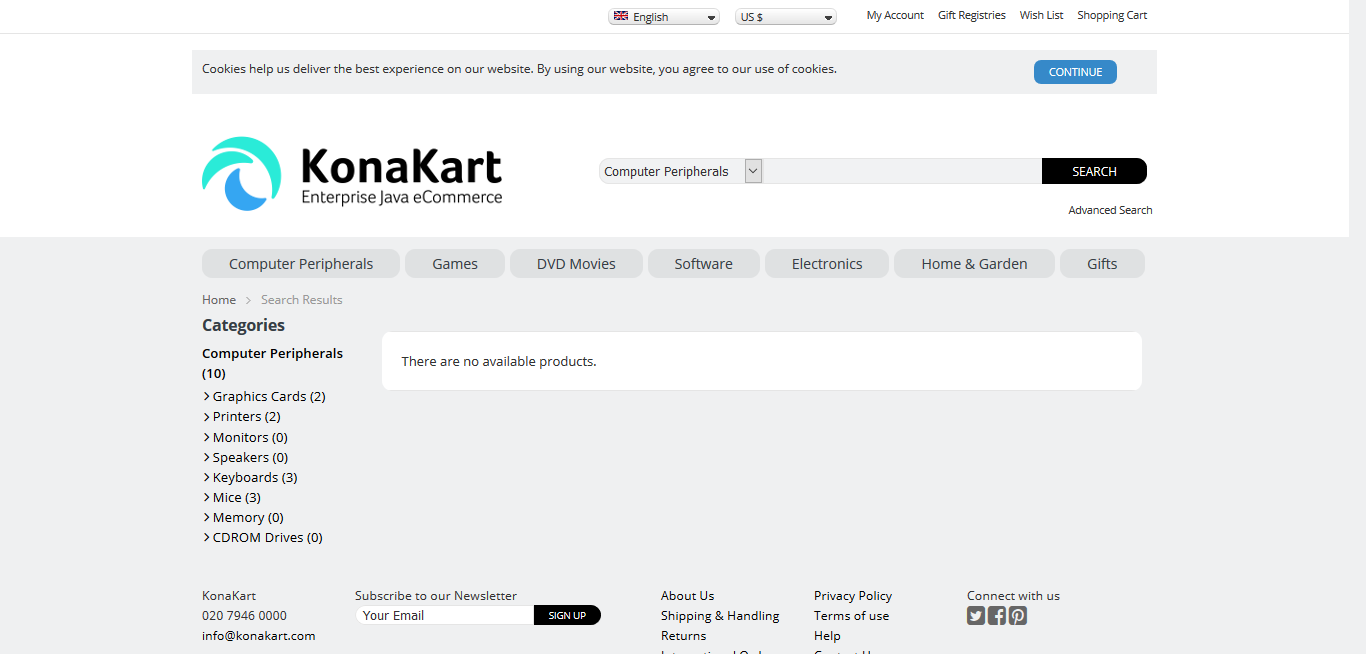 English
US $
My Account
Gift Registries
Wish List
Shopping Cart
Cookies help us deliver the best experience on our website. By using our website, you agree to our use of cookies.
CONTINUE
KonaKart
Enterprise Java eCommerce
Computer Peripherals
SEARCH
Advanced Search
Computer Peripherals
Games
DVD Movies
Software
Electronics
Home & Garden
Gifts
Home > Search Results
Categories
Computer Peripherals
(10)
Graphics Cards (2)
Printers (2)
Monitors (0)
Speakers (0)
Keyboards (3)
Mice (3)
Memory (0)
CDROM Drives (0)
There are no available products.
KonaKart
020 7946 0000
info@konakart.com
Subscribe to our Newsletter
Your Email
SIGN UP
About Us
Shipping & Handling
Returns
Privacy Policy
Terms of use
Help
Connect with us